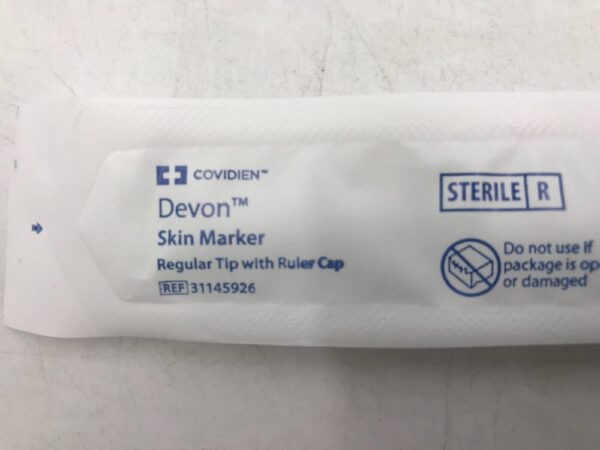 COVIDIEN™
Devon™
Skin Marker
Regular Tip with Ruler Cap
REF 31145926
STERILE R
Do not use if
package is op
or damaged